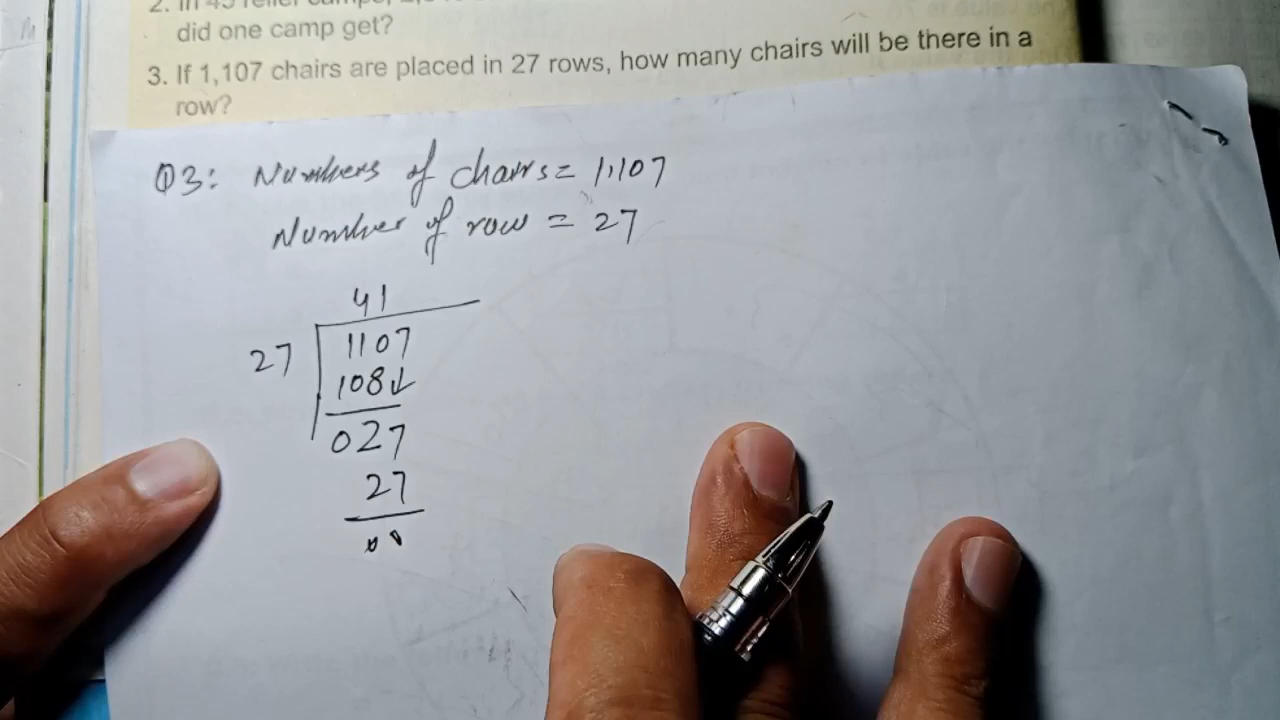 did one camp get?
3. If 1,107 chairs are placed in 27 rows, how many chairs will be there in a
row?
Q3: Numbers of chairs = 1,107
Number of row = 27
41
27 1107
108↓
027
27
00